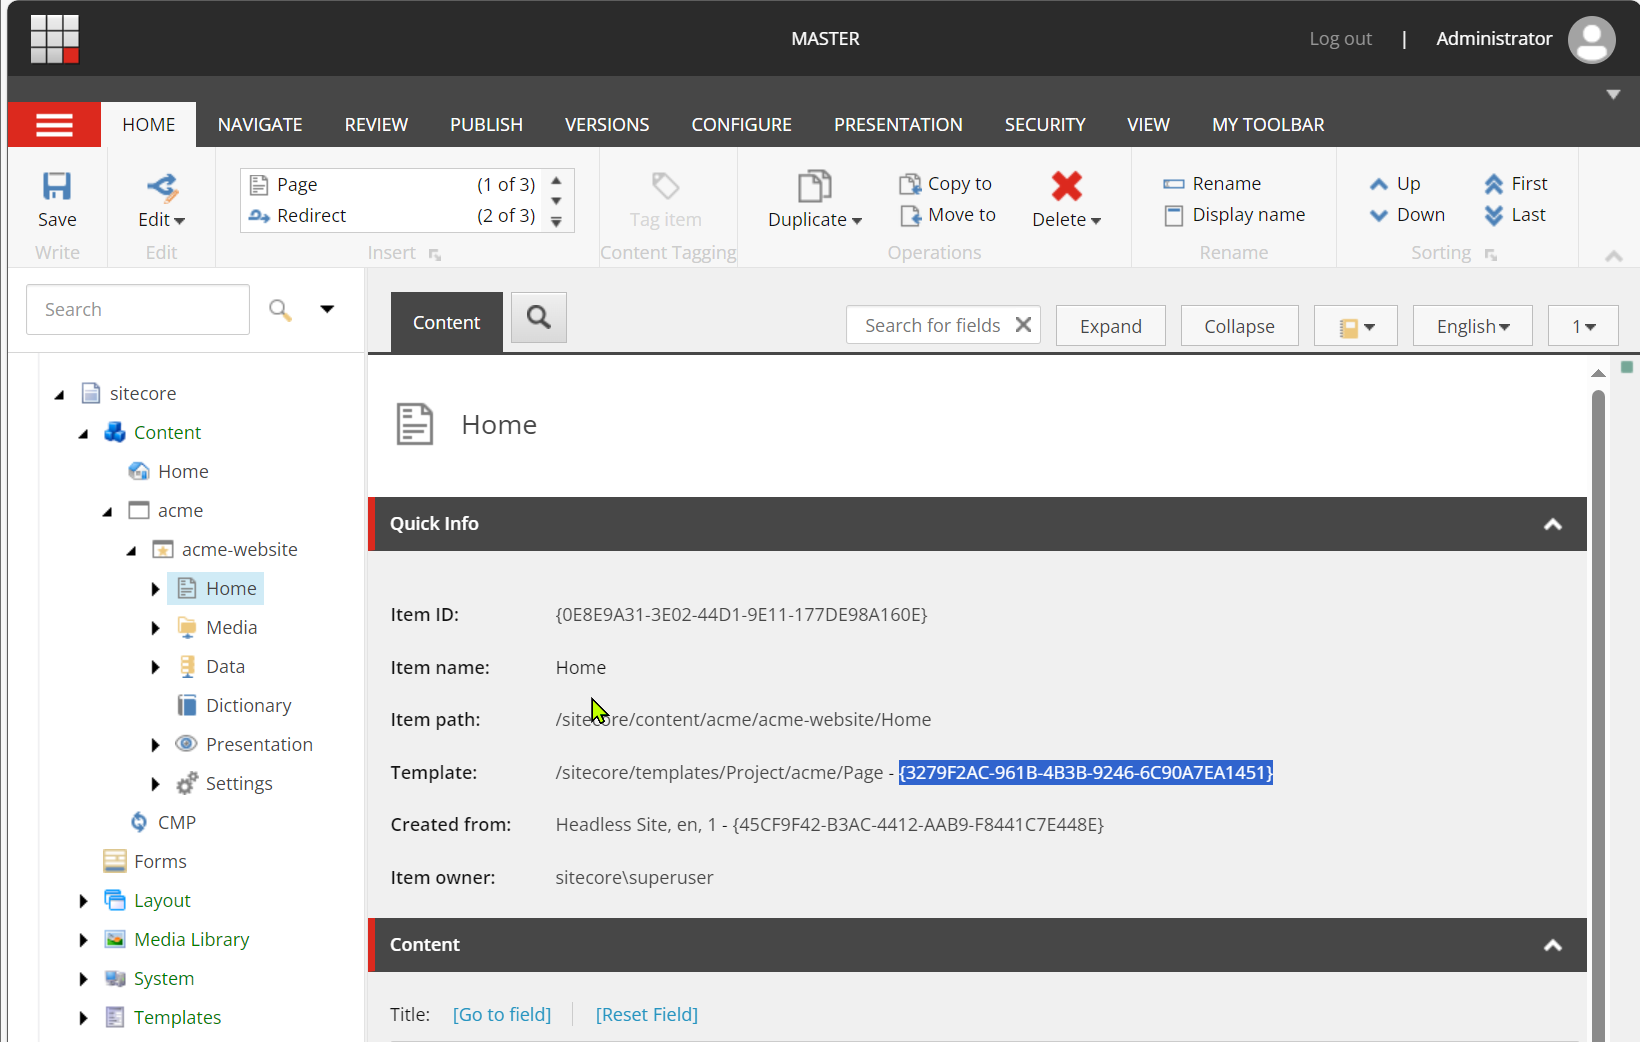 MASTER
Log out | Administrator
HOME NAVIGATE REVIEW PUBLISH VERSIONS CONFIGURE PRESENTATION SECURITY VIEW MY TOOLBAR
Save
Write
Edit
Edit
Page (1 of 3)
Redirect (2 of 3)
Insert
Tag item
Content Tagging
Duplicate
Copy to
Move to
Delete
Operations
Rename
Display name
Rename
Up First
Down Last
Sorting
Search
sitecore
Content
Home
acme
acme-website
Home
Media
Data
Dictionary
Presentation
Settings
CMP
Forms
Layout
Media Library
System
Templates
Content
Search for fields
Expand
Collapse
English
1
Home
Quick Info
Item ID: {0E8E9A31-3E02-44D1-9E11-177DE98A160E}
Item name: Home
Item path: /sitecore/content/acme/acme-website/Home
Template: /sitecore/templates/Project/acme/Page - {3279F2AC-961B-4B3B-9246-6C90A7EA1451}
Created from: Headless Site, en, 1 - {45CF9F42-B3AC-4412-AAB9-F8441C7E448E}
Item owner: sitecore\superuser
Content
Title: [Go to field] [Reset Field]